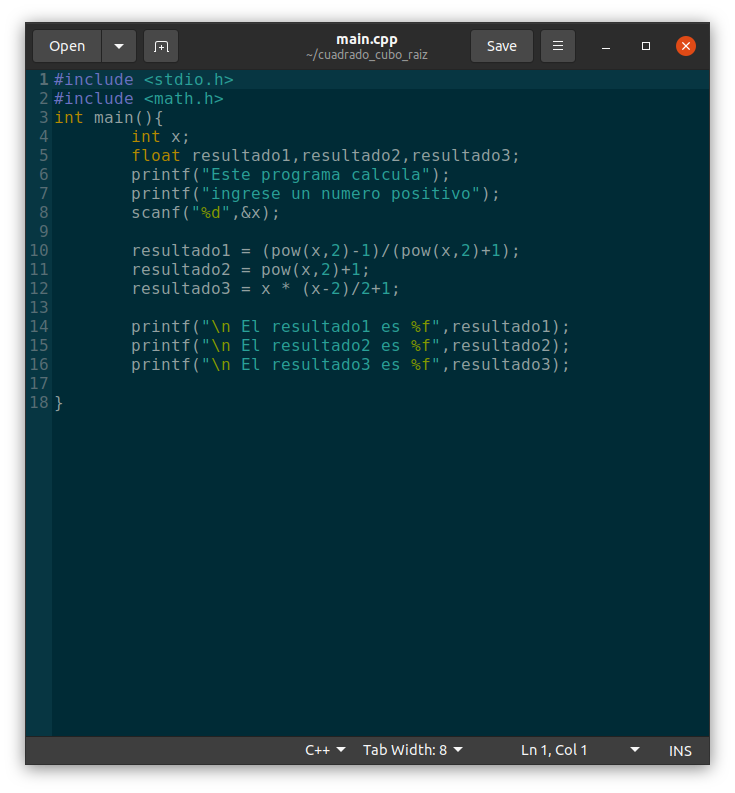 Open
main.cpp
~/cuadrado_cubo_raiz
Save
1 #include <stdio.h>
2 #include <math.h>
3 int main(){
4         int x;
5         float resultado1,resultado2,resultado3;
6         printf("Este programa calcula");
7         printf("ingrese un numero positivo");
8         scanf("%d",&x);
9
10         resultado1 = (pow(x,2)-1)/(pow(x,2)+1);
11         resultado2 = pow(x,2)+1;
12         resultado3 = x * (x-2)/2+1;
13
14         printf("\n El resultado1 es %f",resultado1);
15         printf("\n El resultado2 es %f",resultado2);
16         printf("\n El resultado3 es %f",resultado3);
17
18 }
C++ Tab Width: 8 Ln 1, Col 1 INS